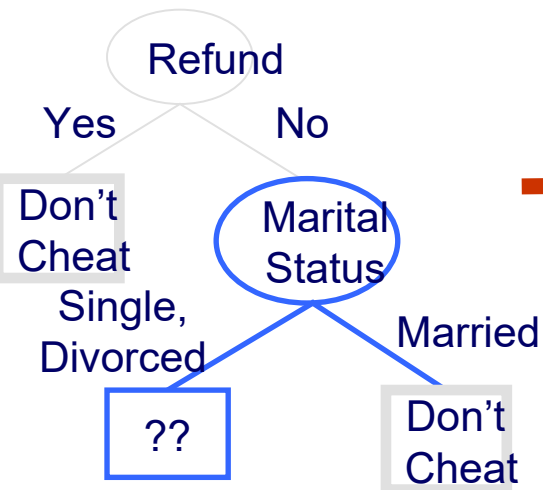 Refund
Yes No
Don’t
Cheat
Marital
Status
Single,
Divorced
Married
??
Don’t
Cheat